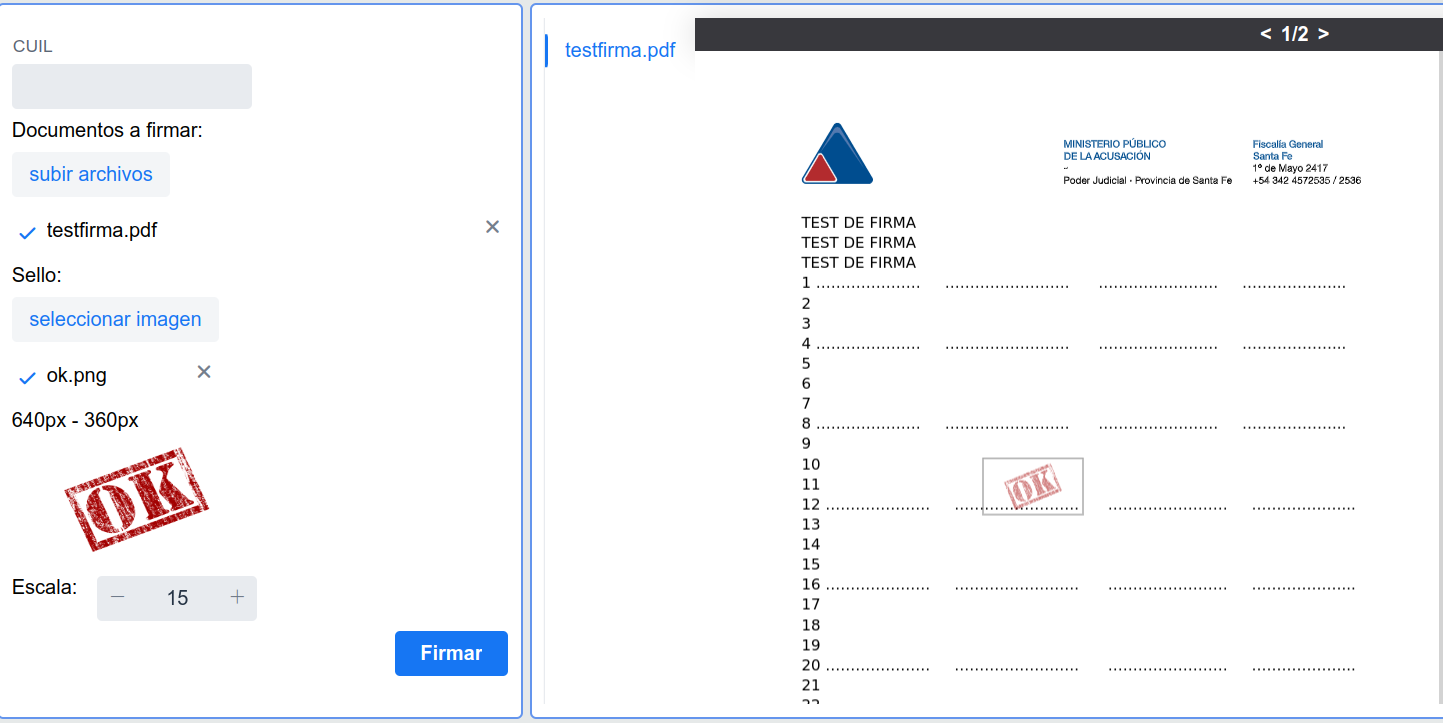 CUIL
Documentos a firmar:
subir archivos
testfirma.pdf
Sello:
seleccionar imagen
ok.png
640px - 360px
OK
Escala:
15
Firmar
testfirma.pdf
< 1/2 >
MINISTERIO PÚBLICO
DE LA ACUSACIÓN
-
Poder Judicial · Provincia de Santa Fe
Fiscalía General
Santa Fe
1º de Mayo 2417
+54 342 4572535 / 2536
TEST DE FIRMA
TEST DE FIRMA
TEST DE FIRMA
1 ..................... ......................... ........................ .....................
2
3
4 ..................... ......................... ........................ .....................
5
6
7
8 ..................... ......................... ........................ .....................
9
10
11
OK
12 ..................... ......................... ........................ .....................
13
14
15
16 ..................... ......................... ........................ .....................
17
18
19
20 ..................... ......................... ........................ .....................
21